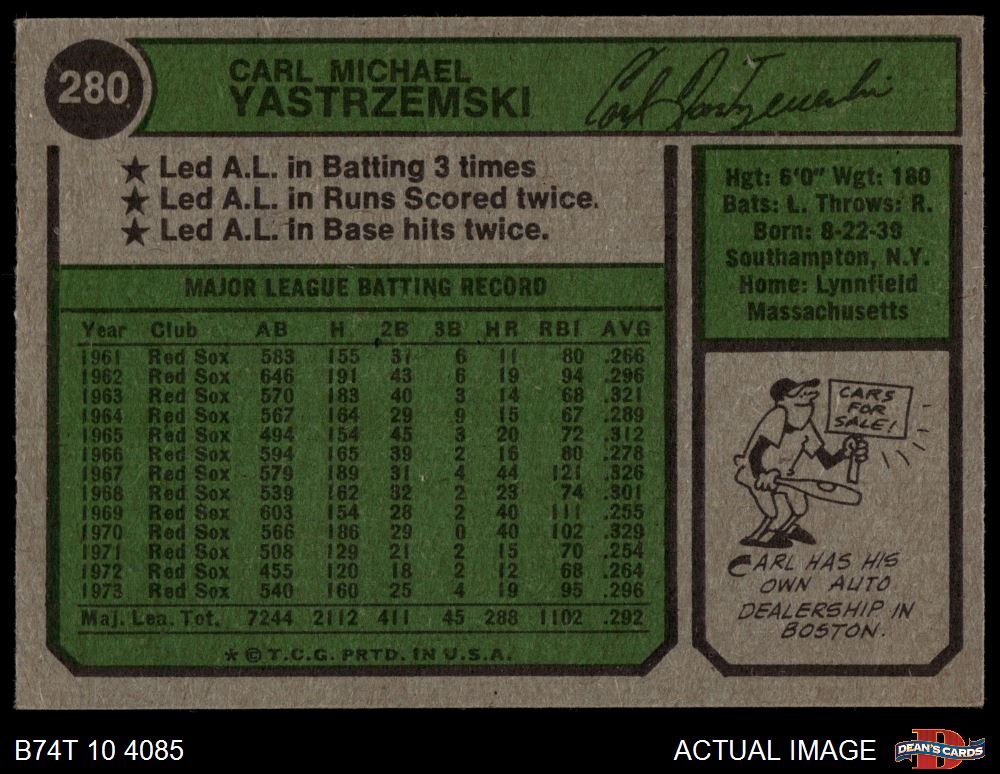 280
CARL MICHAEL
YASTRZEMSKI
Carl Yastrzemski
★ Led A.L. in Batting 3 times
★ Led A.L. in Runs Scored twice.
★ Led A.L. in Base hits twice.
Hgt: 6'0" Wgt: 180
Bats: L. Throws: R.
Born: 8-22-39
Southampton, N.Y.
Home: Lynnfield
Massachusetts
MAJOR LEAGUE BATTING RECORD
Year Club AB H 2B 3B HR RBI AVG
1961 Red Sox 583 155 31 6 11 80 .266
1962 Red Sox 646 191 43 6 19 94 .296
1963 Red Sox 570 183 40 3 14 68 .321
1964 Red Sox 567 164 29 9 15 67 .289
1965 Red Sox 494 154 45 3 20 72 .312
1966 Red Sox 594 165 39 2 16 80 .278
1967 Red Sox 579 189 31 4 44 121 .326
1968 Red Sox 539 162 32 2 23 74 .301
1969 Red Sox 603 154 28 2 40 111 .255
1970 Red Sox 566 186 29 0 40 102 .329
1971 Red Sox 508 129 21 2 15 70 .254
1972 Red Sox 455 120 18 2 12 68 .264
1973 Red Sox 540 160 25 4 19 95 .296
Maj. Lea. Tot. 7244 2112 411 45 288 1102 .292
* © T.C.G. PRTD. IN U.S.A.
CARS
FOR
SALE!
CARL HAS HIS
OWN AUTO
DEALERSHIP IN
BOSTON.
B74T 10 4085
ACTUAL IMAGE
D
DEAN'S CARDS